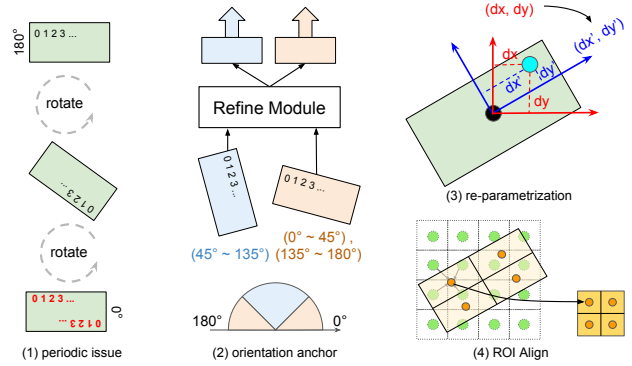 180°
0 1 2 3 ...
rotate
0 1 2 3 ...
rotate
0 1 2 3 ...
0 1 2 3 ...
0°
(1) periodic issue
Refine Module
0 1 2 3 ...
0 1 2 3 ...
(45° ~ 135°)
(0° ~ 45°) ,
(135° ~ 180°)
180°
0°
(2) orientation anchor
(dx, dy)
(dx', dy')
dx
dx'
dy'
dy
(3) re-parametrization
(4) ROI Align